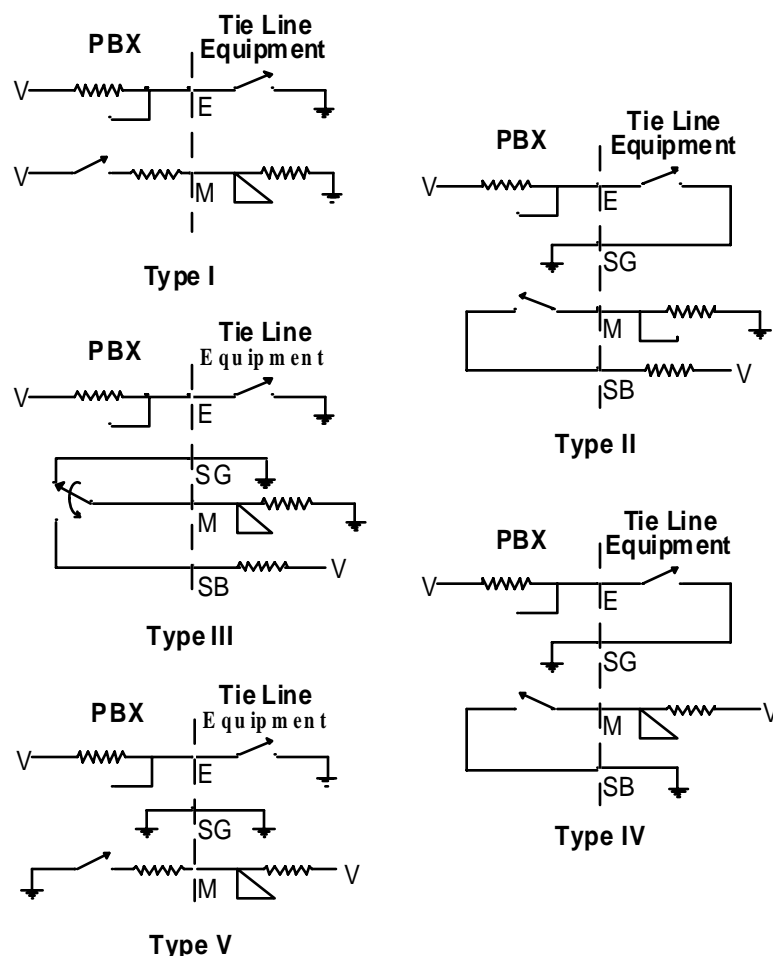 PBX
Tie Line
Equipment
V
E
V
M
Type I
PBX
Tie Line
Equipment
V
E
SG
M
SB
V
Type II
PBX
Tie Line
Equipment
V
E
SG
M
SB
V
Type III
PBX
Tie Line
Equipment
V
E
SG
M
V
SB
Type IV
PBX
Tie Line
Equipment
V
E
SG
M
V
Type V